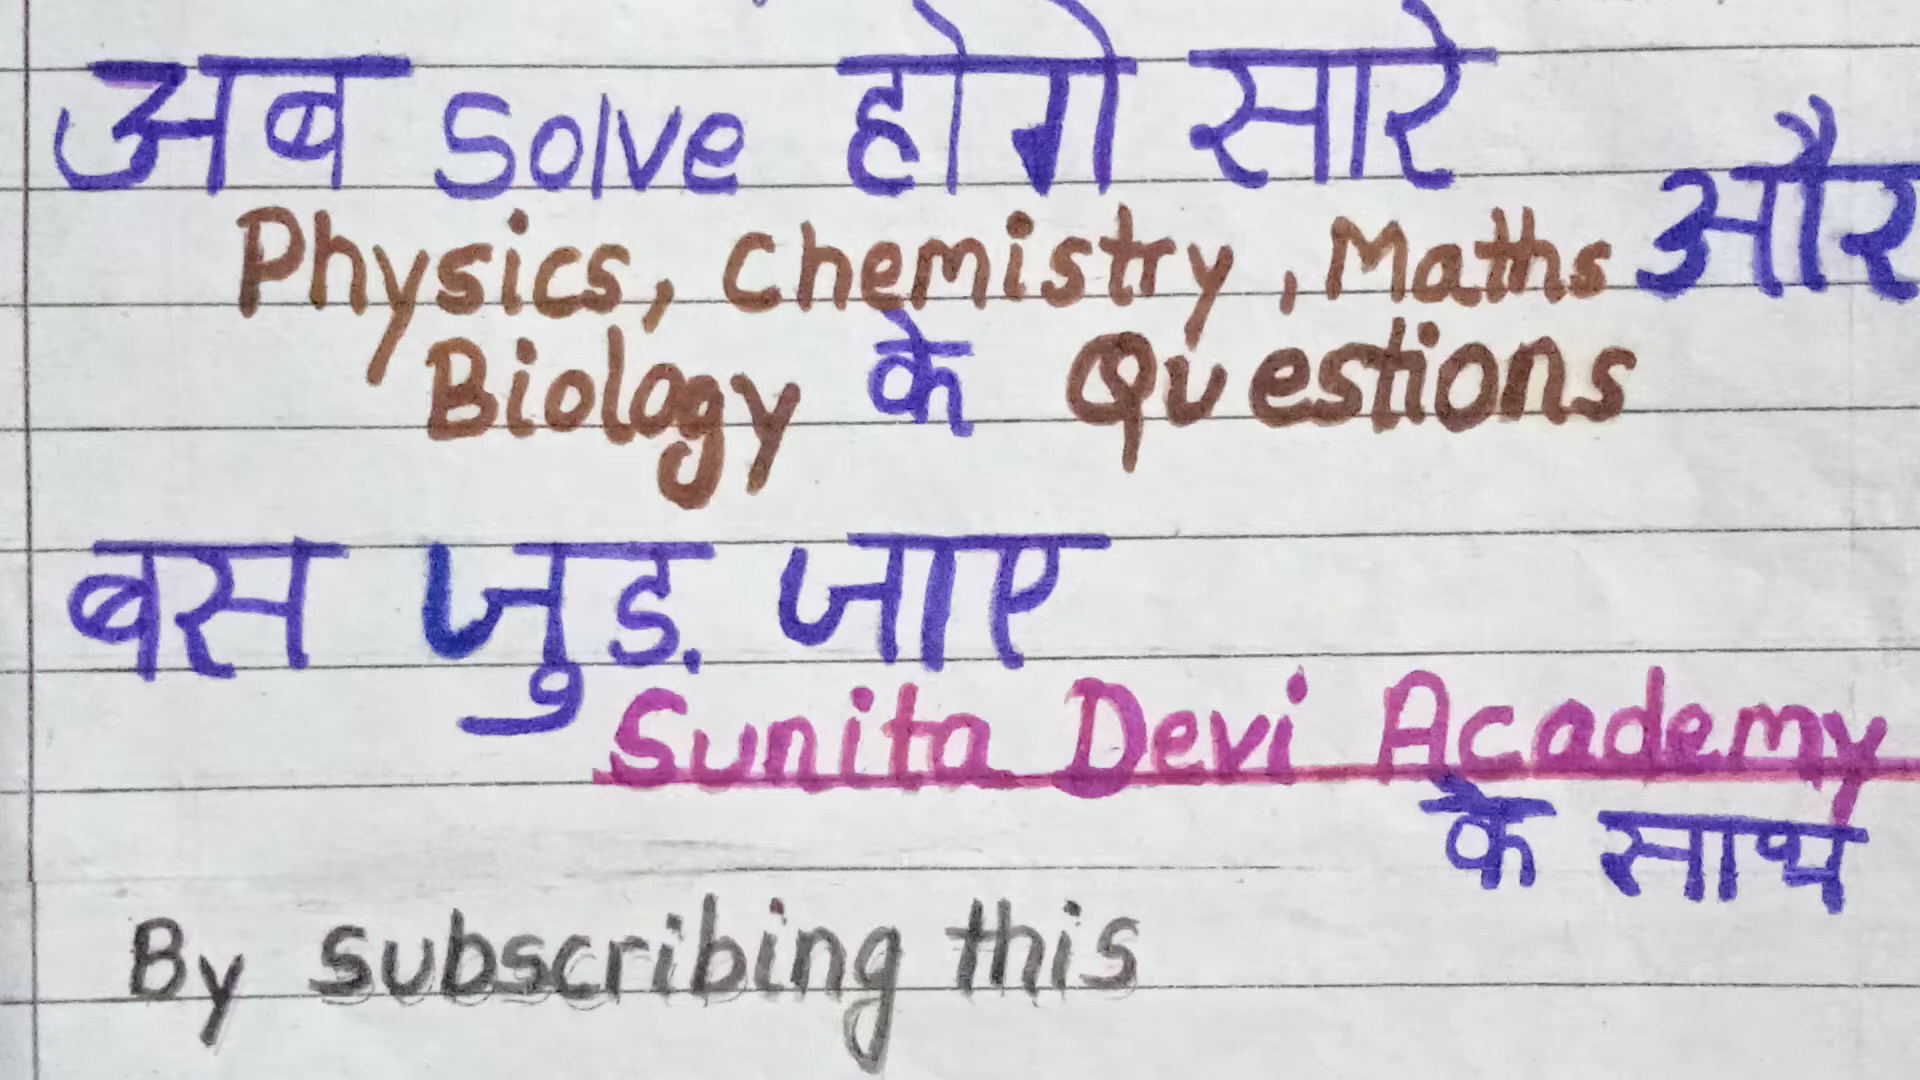 अब Solve होगे सारे
Physics, Chemistry, Maths और
Biology के Questions
बस जुड़ जाए
Sunita Devi Academy
के साथ
By subscribing this